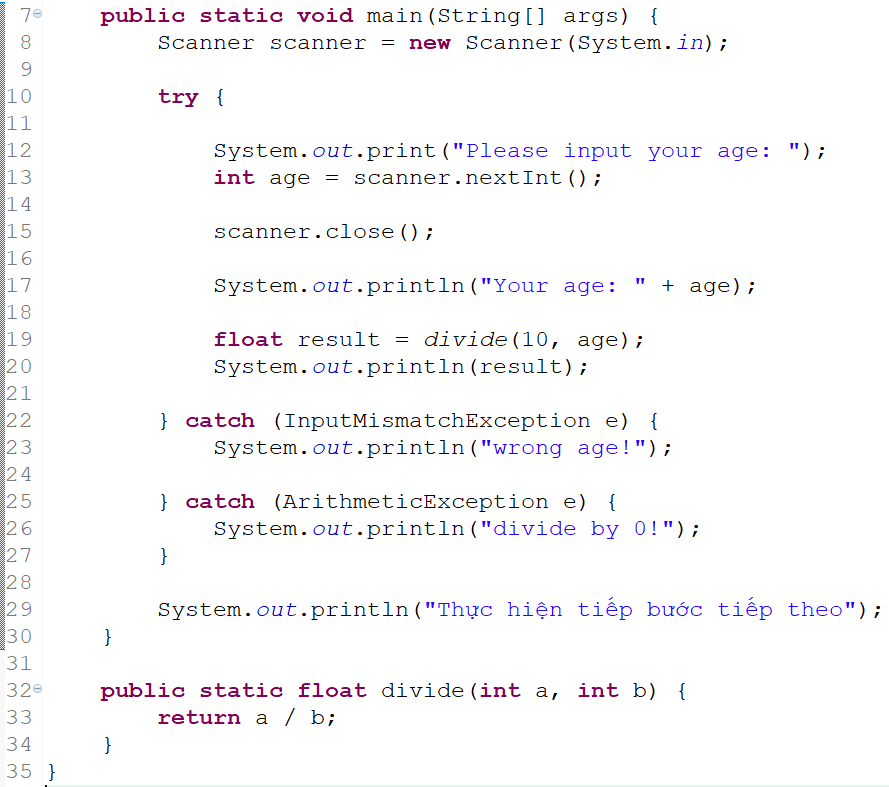 7 public static void main(String[] args) {
8 Scanner scanner = new Scanner(System.in);
9
10 try {
11
12 System.out.print("Please input your age: ");
13 int age = scanner.nextInt();
14
15 scanner.close();
16
17 System.out.println("Your age: " + age);
18
19 float result = divide(10, age);
20 System.out.println(result);
21
22 } catch (InputMismatchException e) {
23 System.out.println("wrong age!");
24
25 } catch (ArithmeticException e) {
26 System.out.println("divide by 0!");
27 }
28
29 System.out.println("Thực hiện tiếp bước tiếp theo");
30 }
31
32 public static float divide(int a, int b) {
33 return a / b;
34 }
35 }